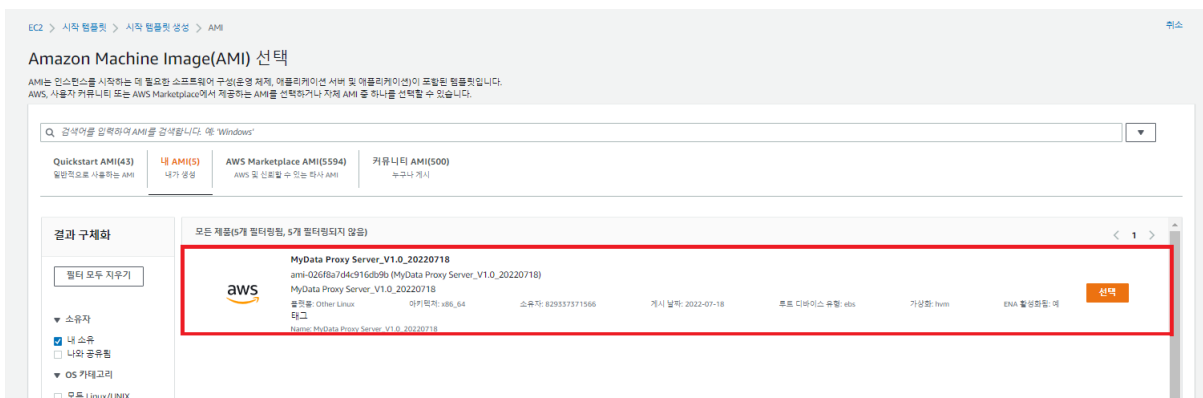 EC2 > 시작 템플릿 > 시작 템플릿 생성 > AMI
취소
Amazon Machine Image(AMI) 선택
AMI는 인스턴스를 시작하는 데 필요한 소프트웨어 구성(운영 체제, 애플리케이션 서버 및 애플리케이션)이 포함된 템플릿입니다.
AWS, 사용자 커뮤니티 또는 AWS Marketplace에서 제공하는 AMI를 선택하거나 자체 AMI 중 하나를 선택할 수 있습니다.
검색어를 입력하여 AMI를 검색합니다. 예: 'Windows'
Quickstart AMI(43) 내 AMI(5) AWS Marketplace AMI(5594) 커뮤니티 AMI(500)
일반적으로 사용하는 AMI 내가 생성 AWS 및 신뢰할 수 있는 타사 AMI 누구나 게시
결과 구체화
모든 제품(5개 필터링됨, 5개 필터링되지 않음)
< 1 >
필터 모두 지우기
aws
MyData Proxy Server_V1.0_20220718
ami-026f8a7d4c916db9b (MyData Proxy Server_V1.0_20220718)
MyData Proxy Server_V1.0_20220718
플랫폼: Other Linux 아키텍처: x86_64 소유자: 829337371566 게시 날짜: 2022-07-18 루트 디바이스 유형: ebs 가상화: hvm ENA 활성화됨: 예
선택
태그
Name: MyData Proxy Server_V1.0_20220718
소유자
내 소유
나와 공유됨
OS 카테고리
모든 Linux/UNIX